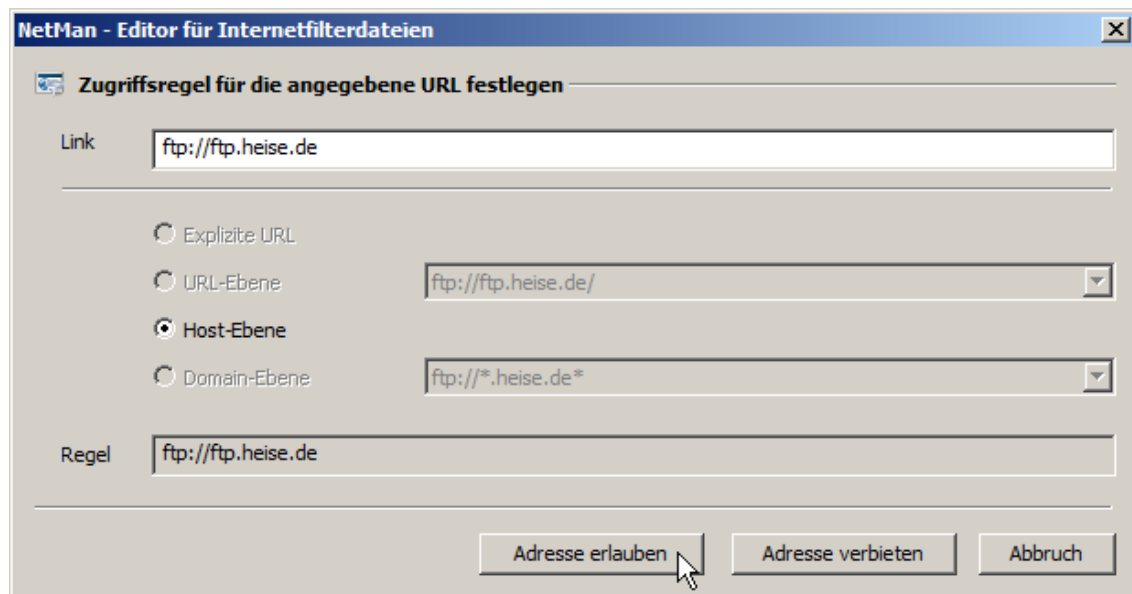 NetMan - Editor für Internetfilterdateien
Zugriffsregel für die angegebene URL festlegen
Link ftp://ftp.heise.de
Explizite URL
URL-Ebene ftp://ftp.heise.de/
Host-Ebene
Domain-Ebene ftp://*.heise.de*
Regel ftp://ftp.heise.de
Adresse erlauben Adresse verbieten Abbruch